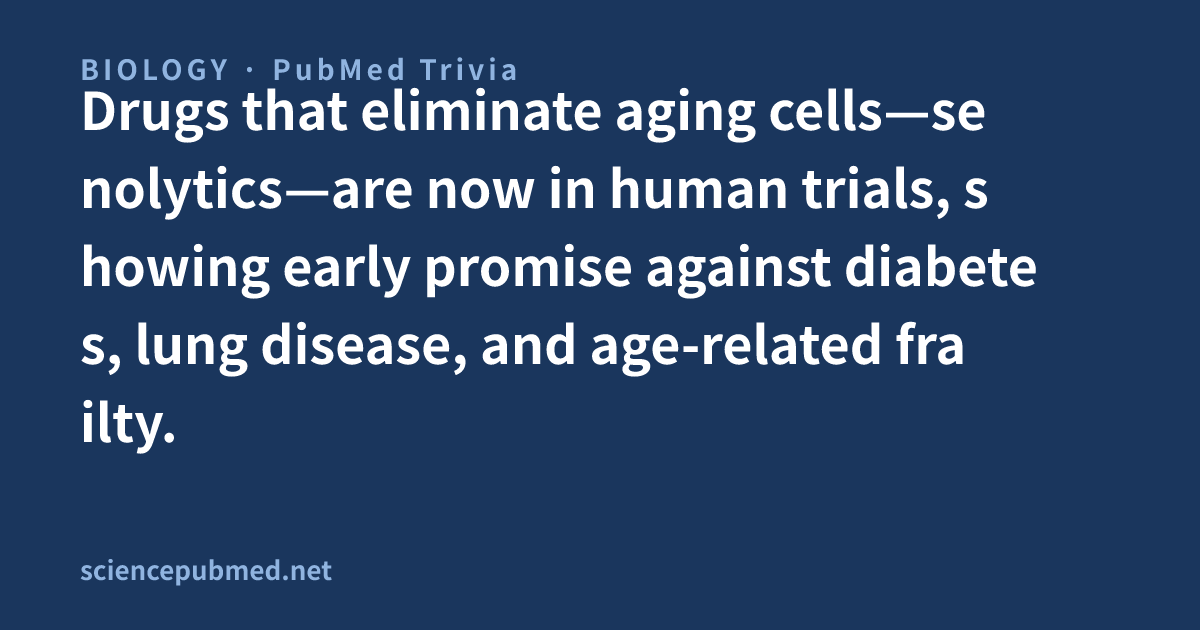 BIOLOGY · PubMed Trivia
Drugs that eliminate aging cells—se
nolytics—are now in human trials, s
howing early promise against diabete
s, lung disease, and age-related fra
ilty.
sciencepubmed.net